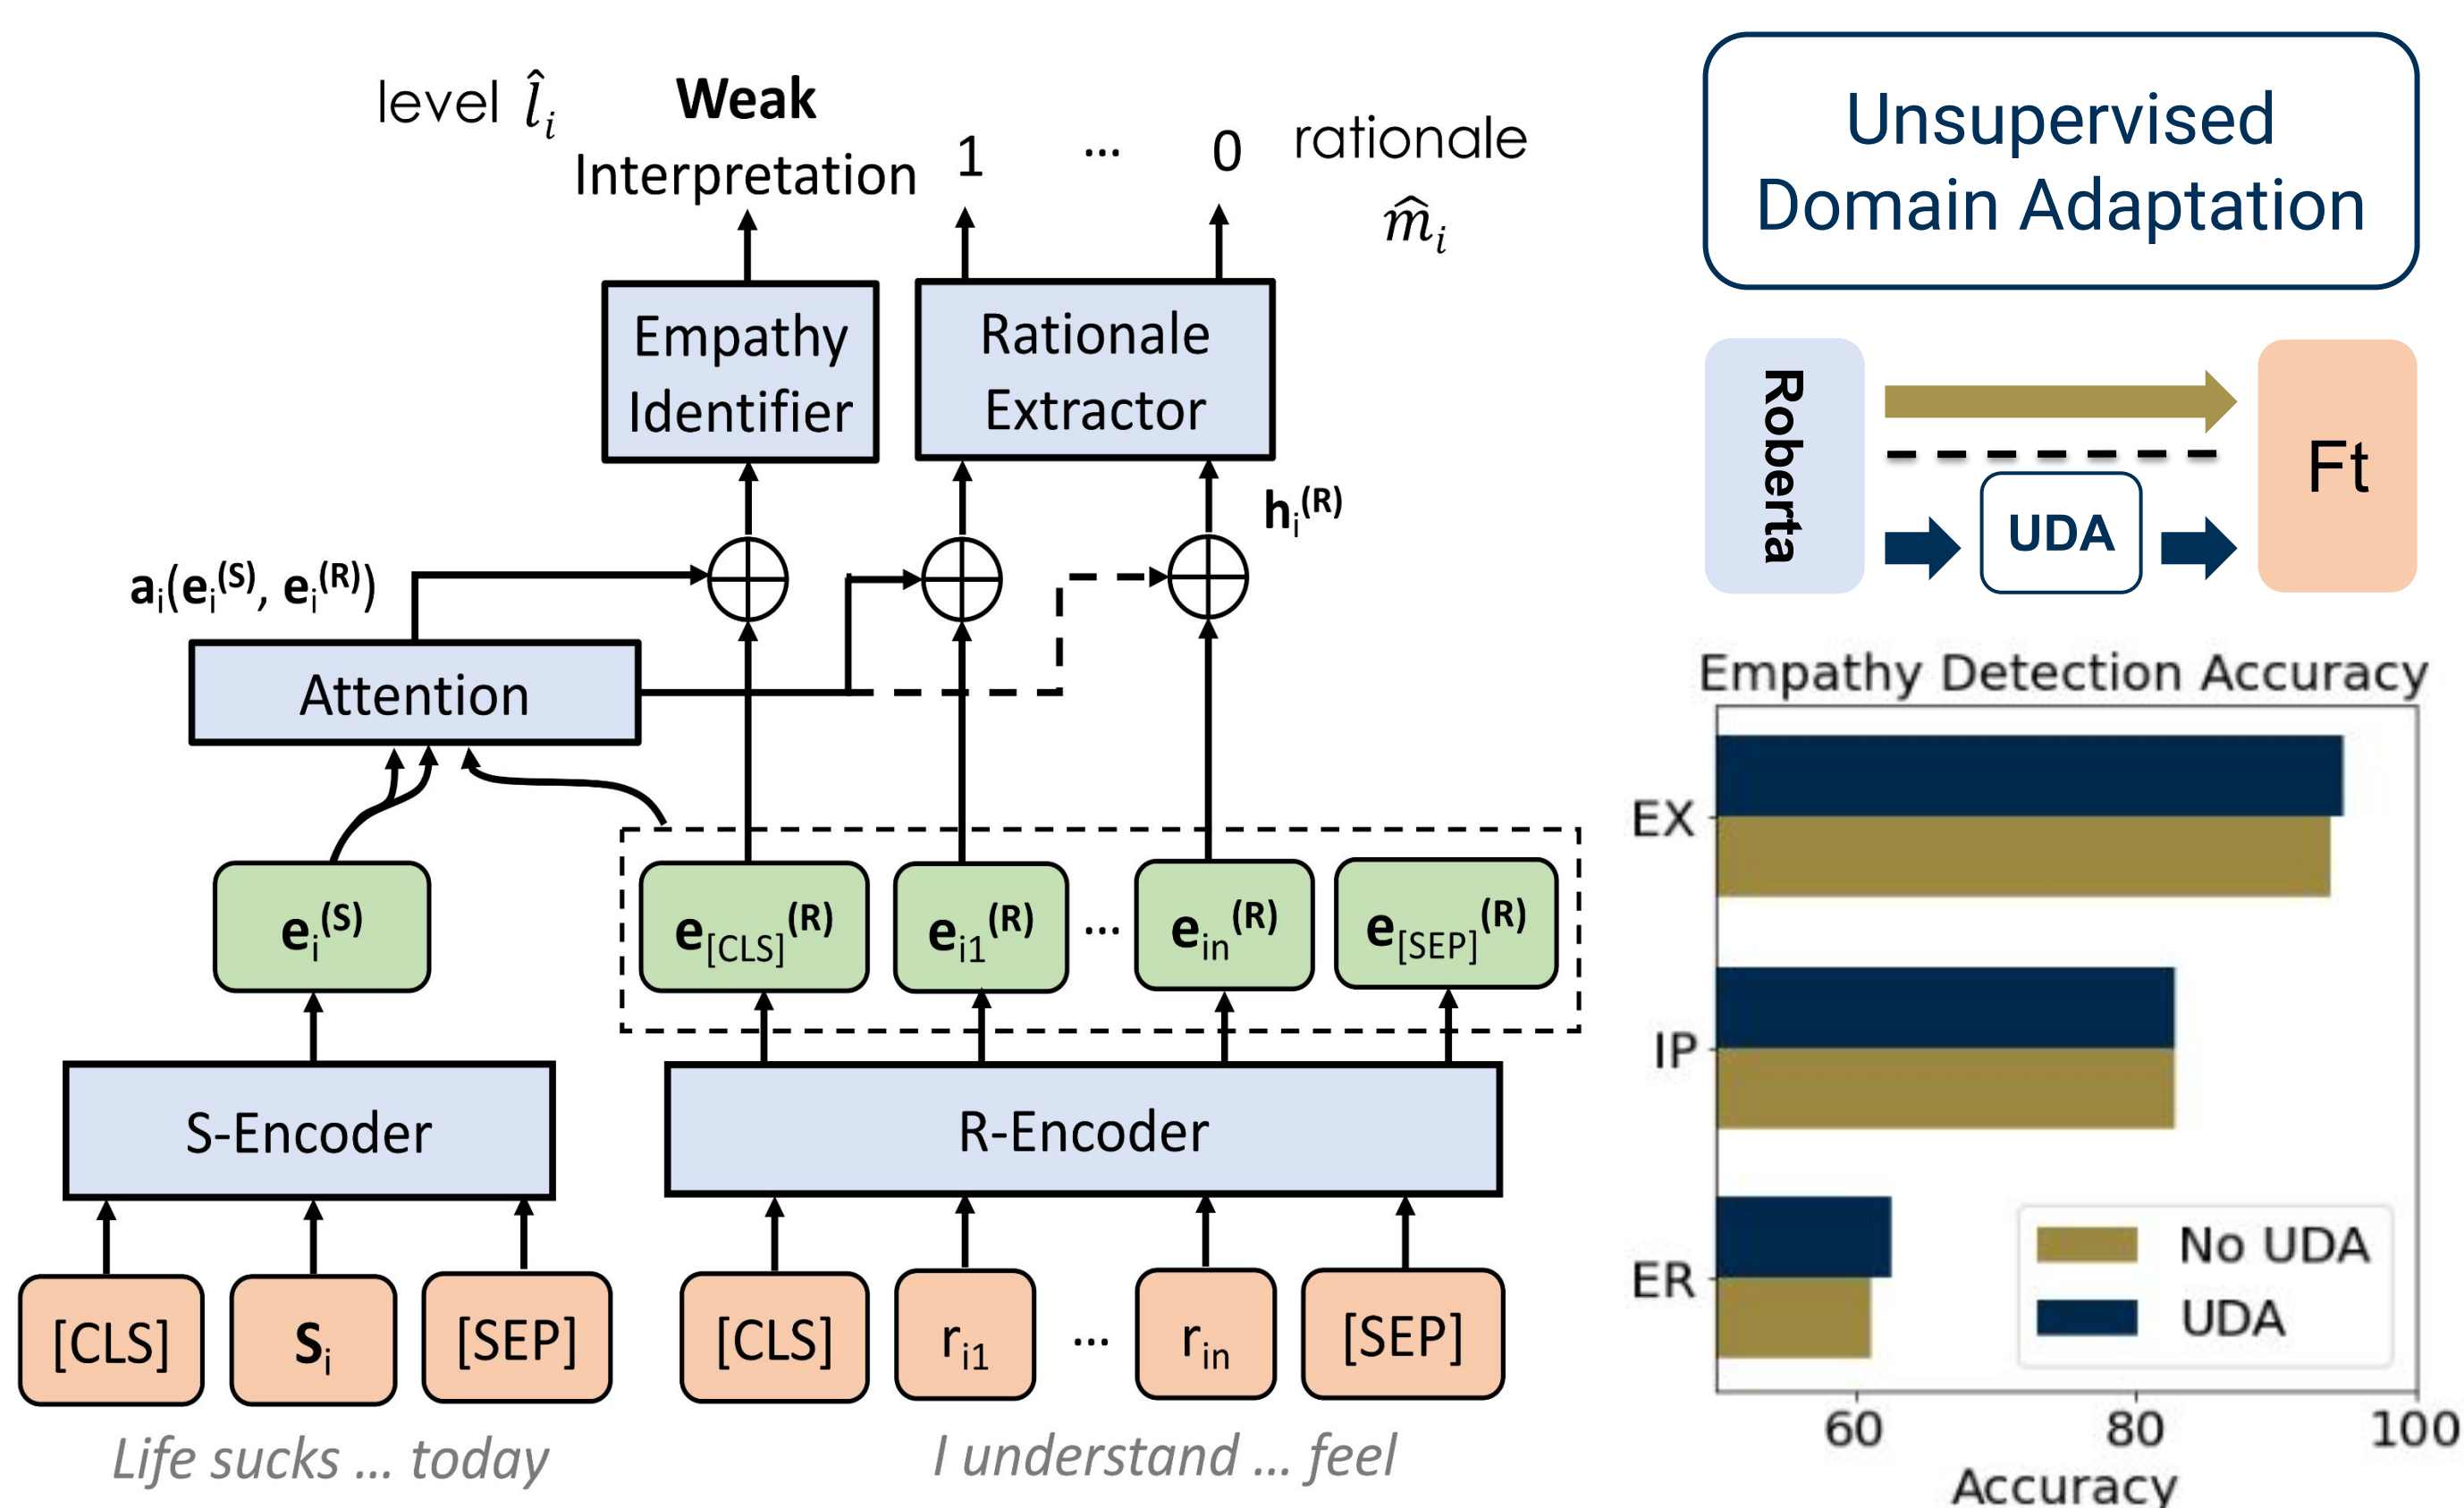 level l̂ᵢ
Weak
Interpretation
1 ... 0
rationale
m̂ᵢ
Empathy
Identifier
Rationale
Extractor
hᵢ⁽ᴿ⁾
aᵢ(eᵢ⁽ˢ⁾, eᵢ⁽ᴿ⁾)
Attention
eᵢ⁽ˢ⁾
e[CLS]⁽ᴿ⁾
eᵢ₁⁽ᴿ⁾
...
eᵢₙ⁽ᴿ⁾
e[SEP]⁽ᴿ⁾
S-Encoder
R-Encoder
[CLS]
Sᵢ
[SEP]
[CLS]
rᵢ₁
...
rᵢₙ
[SEP]
Life sucks ... today
I understand ... feel
Unsupervised
Domain Adaptation
Roberta
UDA
Ft
Empathy Detection Accuracy
EX
IP
ER
No UDA
UDA
60 80 100
Accuracy